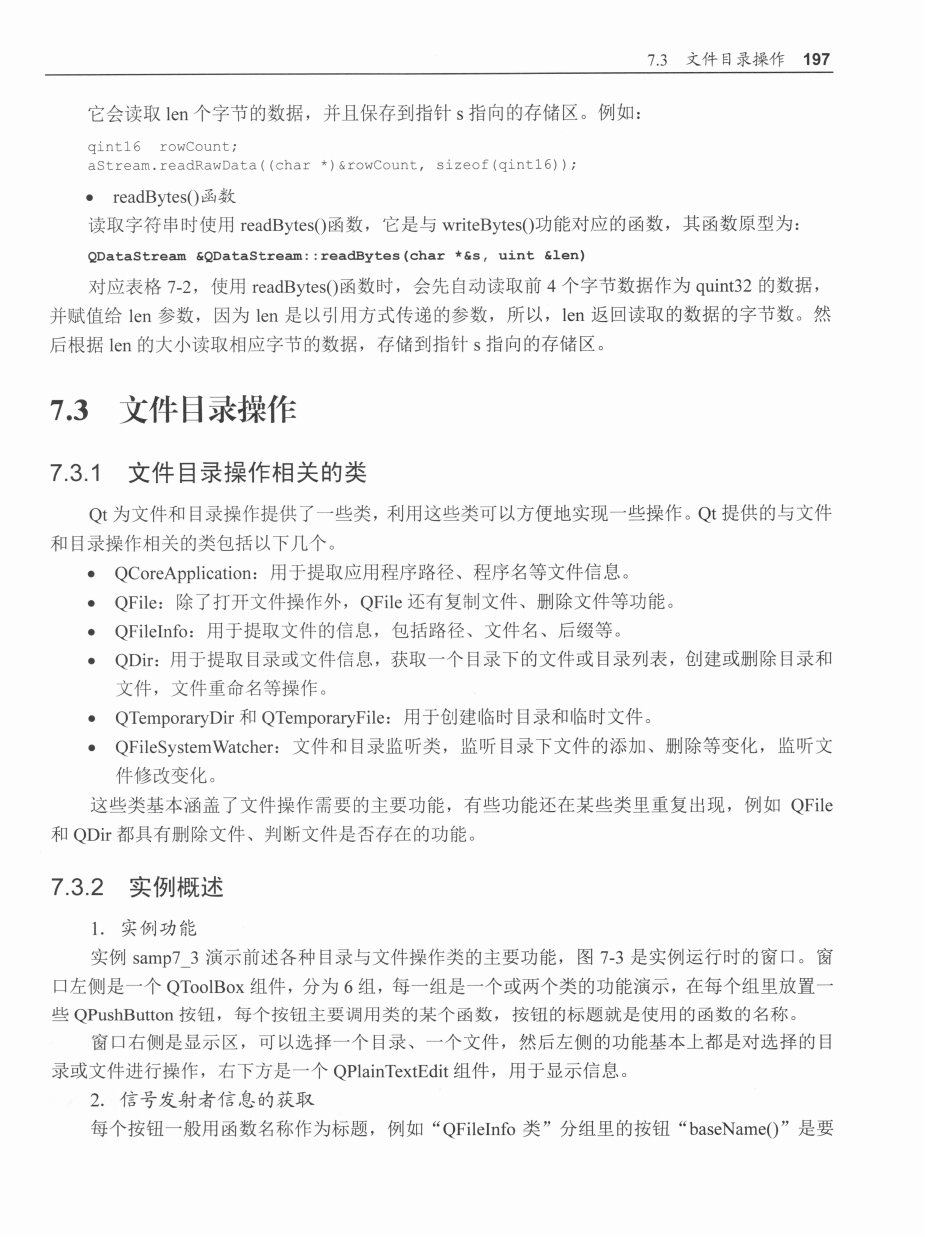 7.3 文件目录操作 197
它会读取 len 个字节的数据，并且保存到指针 s 指向的存储区。例如：
qint16 rowCount;
aStream.readRawData((char *)&rowCount, sizeof(qint16));
● readBytes()函数
读取字符串时使用 readBytes()函数，它是与 writeBytes()功能对应的函数，其函数原型为：
QDataStream &QDataStream::readBytes(char *&s, uint &len)
对应表格 7-2，使用 readBytes()函数时，会先自动读取前 4 个字节数据作为 quint32 的数据，
并赋值给 len 参数，因为 len 是以引用方式传递的参数，所以，len 返回读取的数据的字节数。然
后根据 len 的大小读取相应字节的数据，存储到指针 s 指向的存储区。
7.3 文件目录操作
7.3.1 文件目录操作相关的类
Qt 为文件和目录操作提供了一些类，利用这些类可以方便地实现一些操作。Qt 提供的与文件
和目录操作相关的类包括以下几个。
● QCoreApplication：用于提取应用程序路径、程序名等文件信息。
● QFile：除了打开文件操作外，QFile 还有复制文件、删除文件等功能。
● QFileInfo：用于提取文件的信息，包括路径、文件名、后缀等。
● QDir：用于提取目录或文件信息，获取一个目录下的文件或目录列表，创建或删除目录和
文件，文件重命名等操作。
● QTemporaryDir 和 QTemporaryFile：用于创建临时目录和临时文件。
● QFileSystemWatcher：文件和目录监听类，监听目录下文件的添加、删除等变化，监听文
件修改变化。
这些类基本涵盖了文件操作需要的主要功能，有些功能还在某些类里重复出现，例如 QFile
和 QDir 都具有删除文件、判断文件是否存在的功能。
7.3.2 实例概述
1．实例功能
实例 samp7_3 演示前述各种目录与文件操作类的主要功能，图 7-3 是实例运行时的窗口。窗
口左侧是一个 QToolBox 组件，分为 6 组，每一组是一个或两个类的功能演示，在每个组里放置一
些 QPushButton 按钮，每个按钮主要调用类的某个函数，按钮的标题就是使用的函数的名称。
窗口右侧是显示区，可以选择一个目录、一个文件，然后左侧的功能基本上都是对选择的目
录或文件进行操作，右下方是一个 QPlainTextEdit 组件，用于显示信息。
2．信号发射者信息的获取
每个按钮一般用函数名称作为标题，例如“QFileInfo 类”分组里的按钮“baseName()”是要